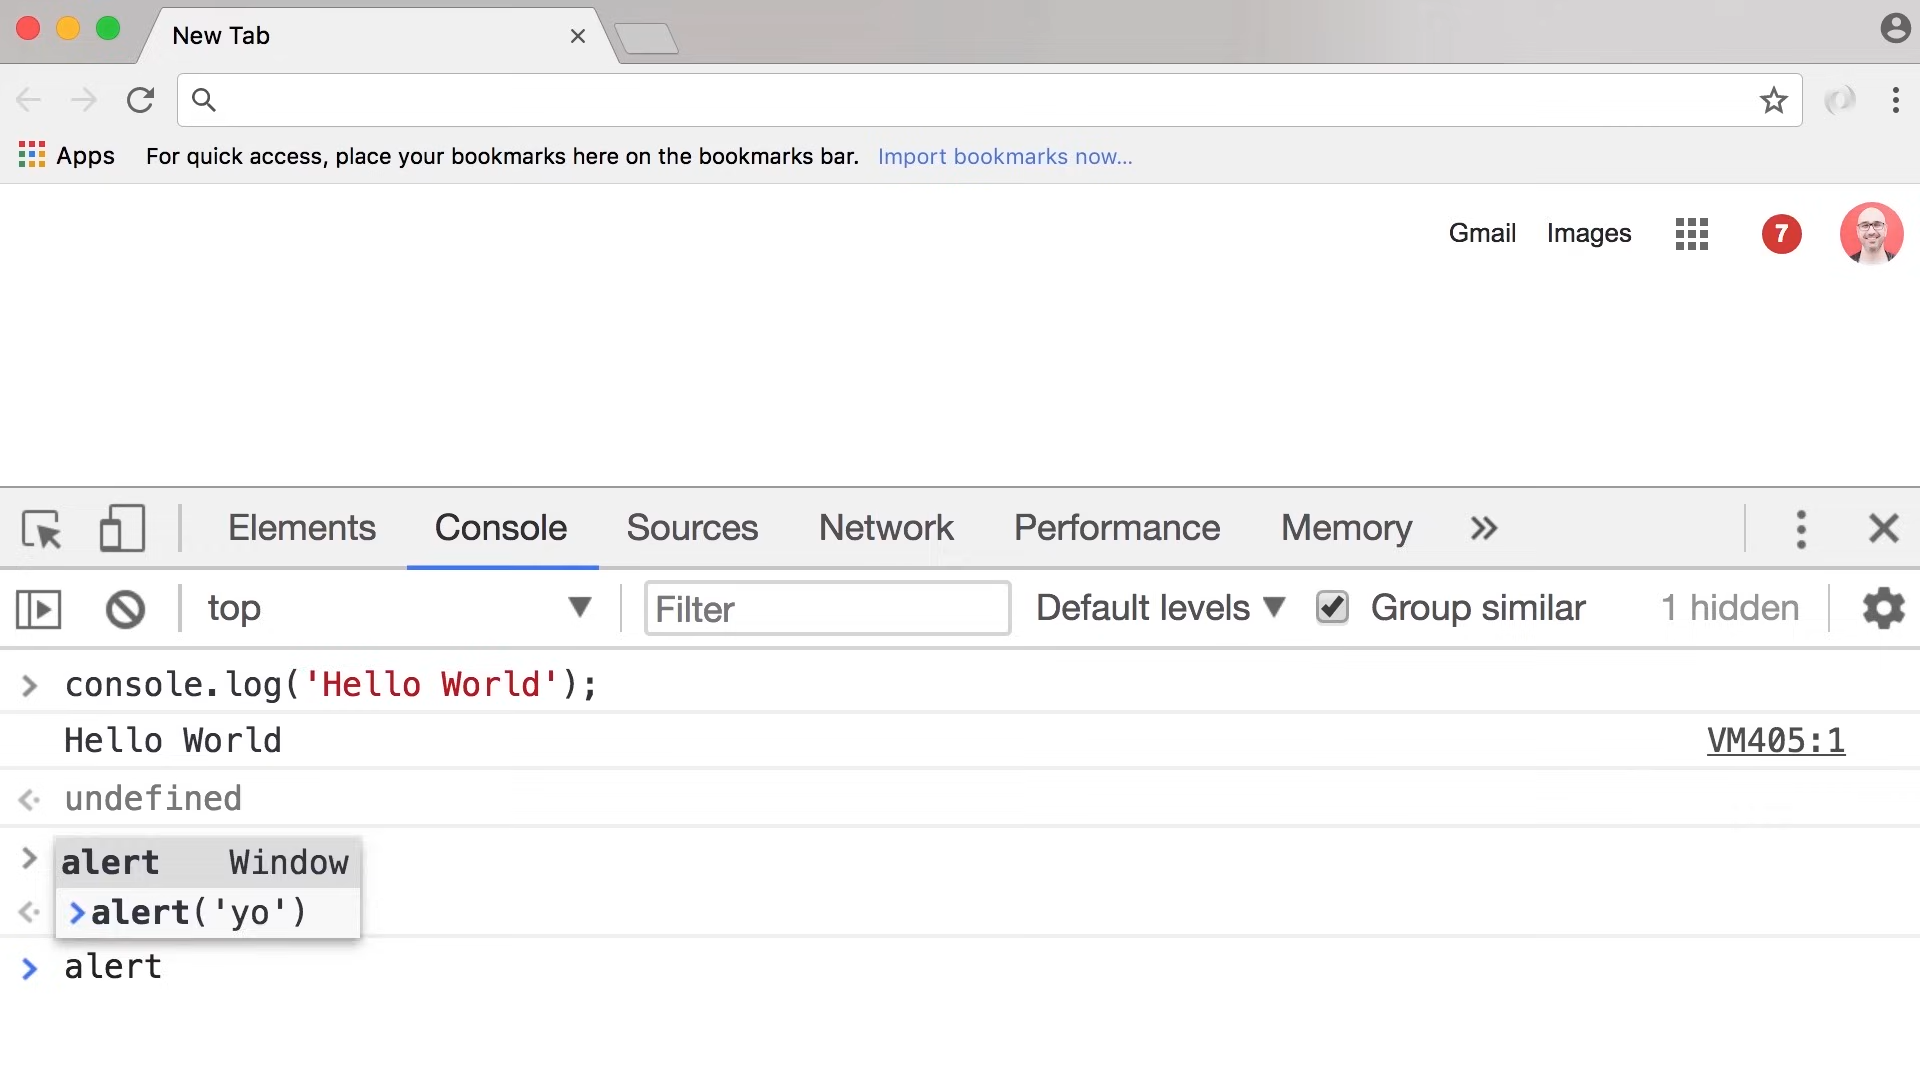 New Tab
Apps For quick access, place your bookmarks here on the bookmarks bar. Import bookmarks now...
Gmail Images 7
Elements Console Sources Network Performance Memory
top Filter Default levels Group similar 1 hidden
console.log('Hello World');
Hello World VM405:1
undefined
alert Window
alert('yo')
alert